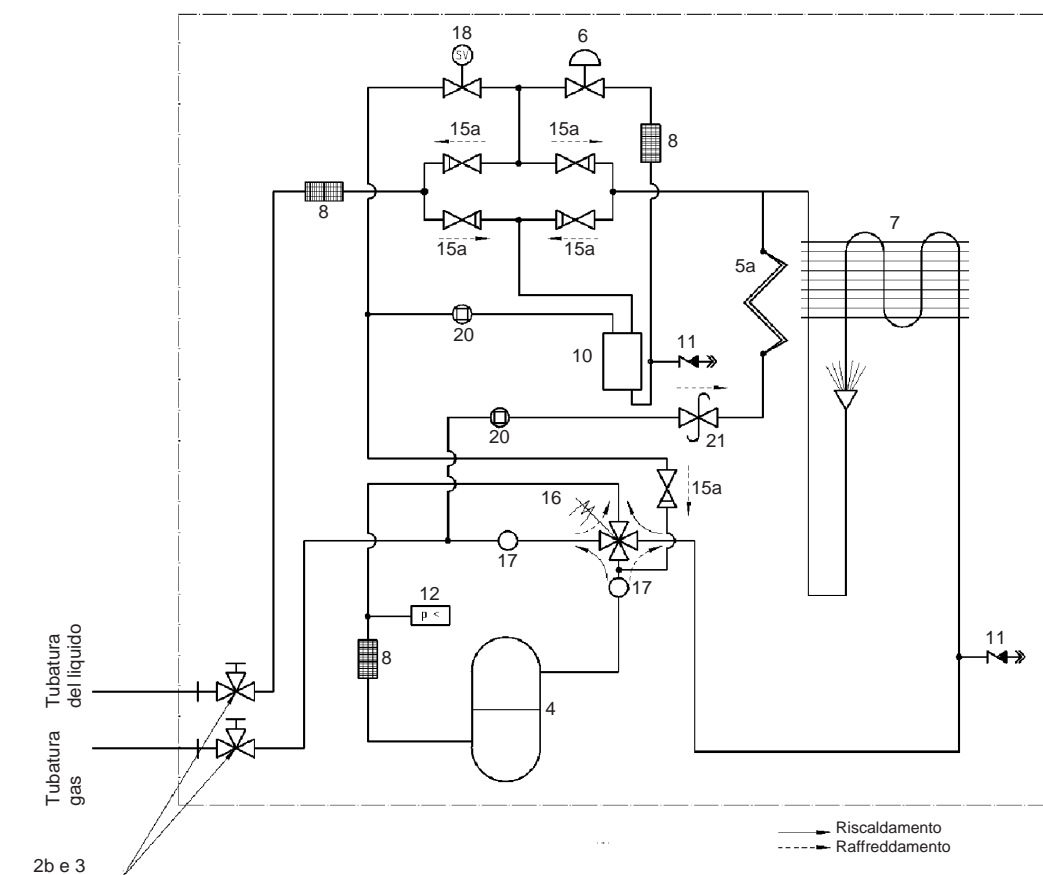 18
6
SV
15a
15a
8
8
15a
15a
7
5a
20
10
11
20
21
16
15a
17
17
12
p <
8
4
11
Tubatura
del liquido
Tubatura
gas
Riscaldamento
Raffreddamento
2b e 3